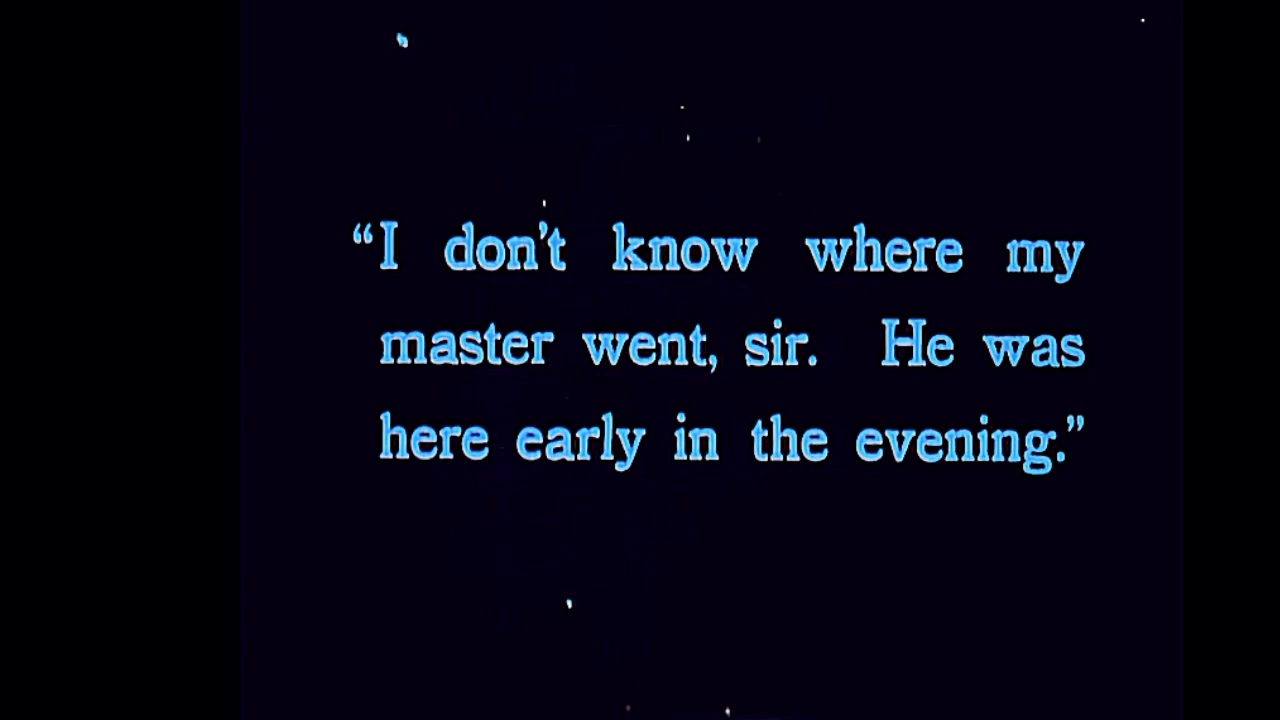 “I don’t know where my
master went, sir. He was
here early in the evening.”